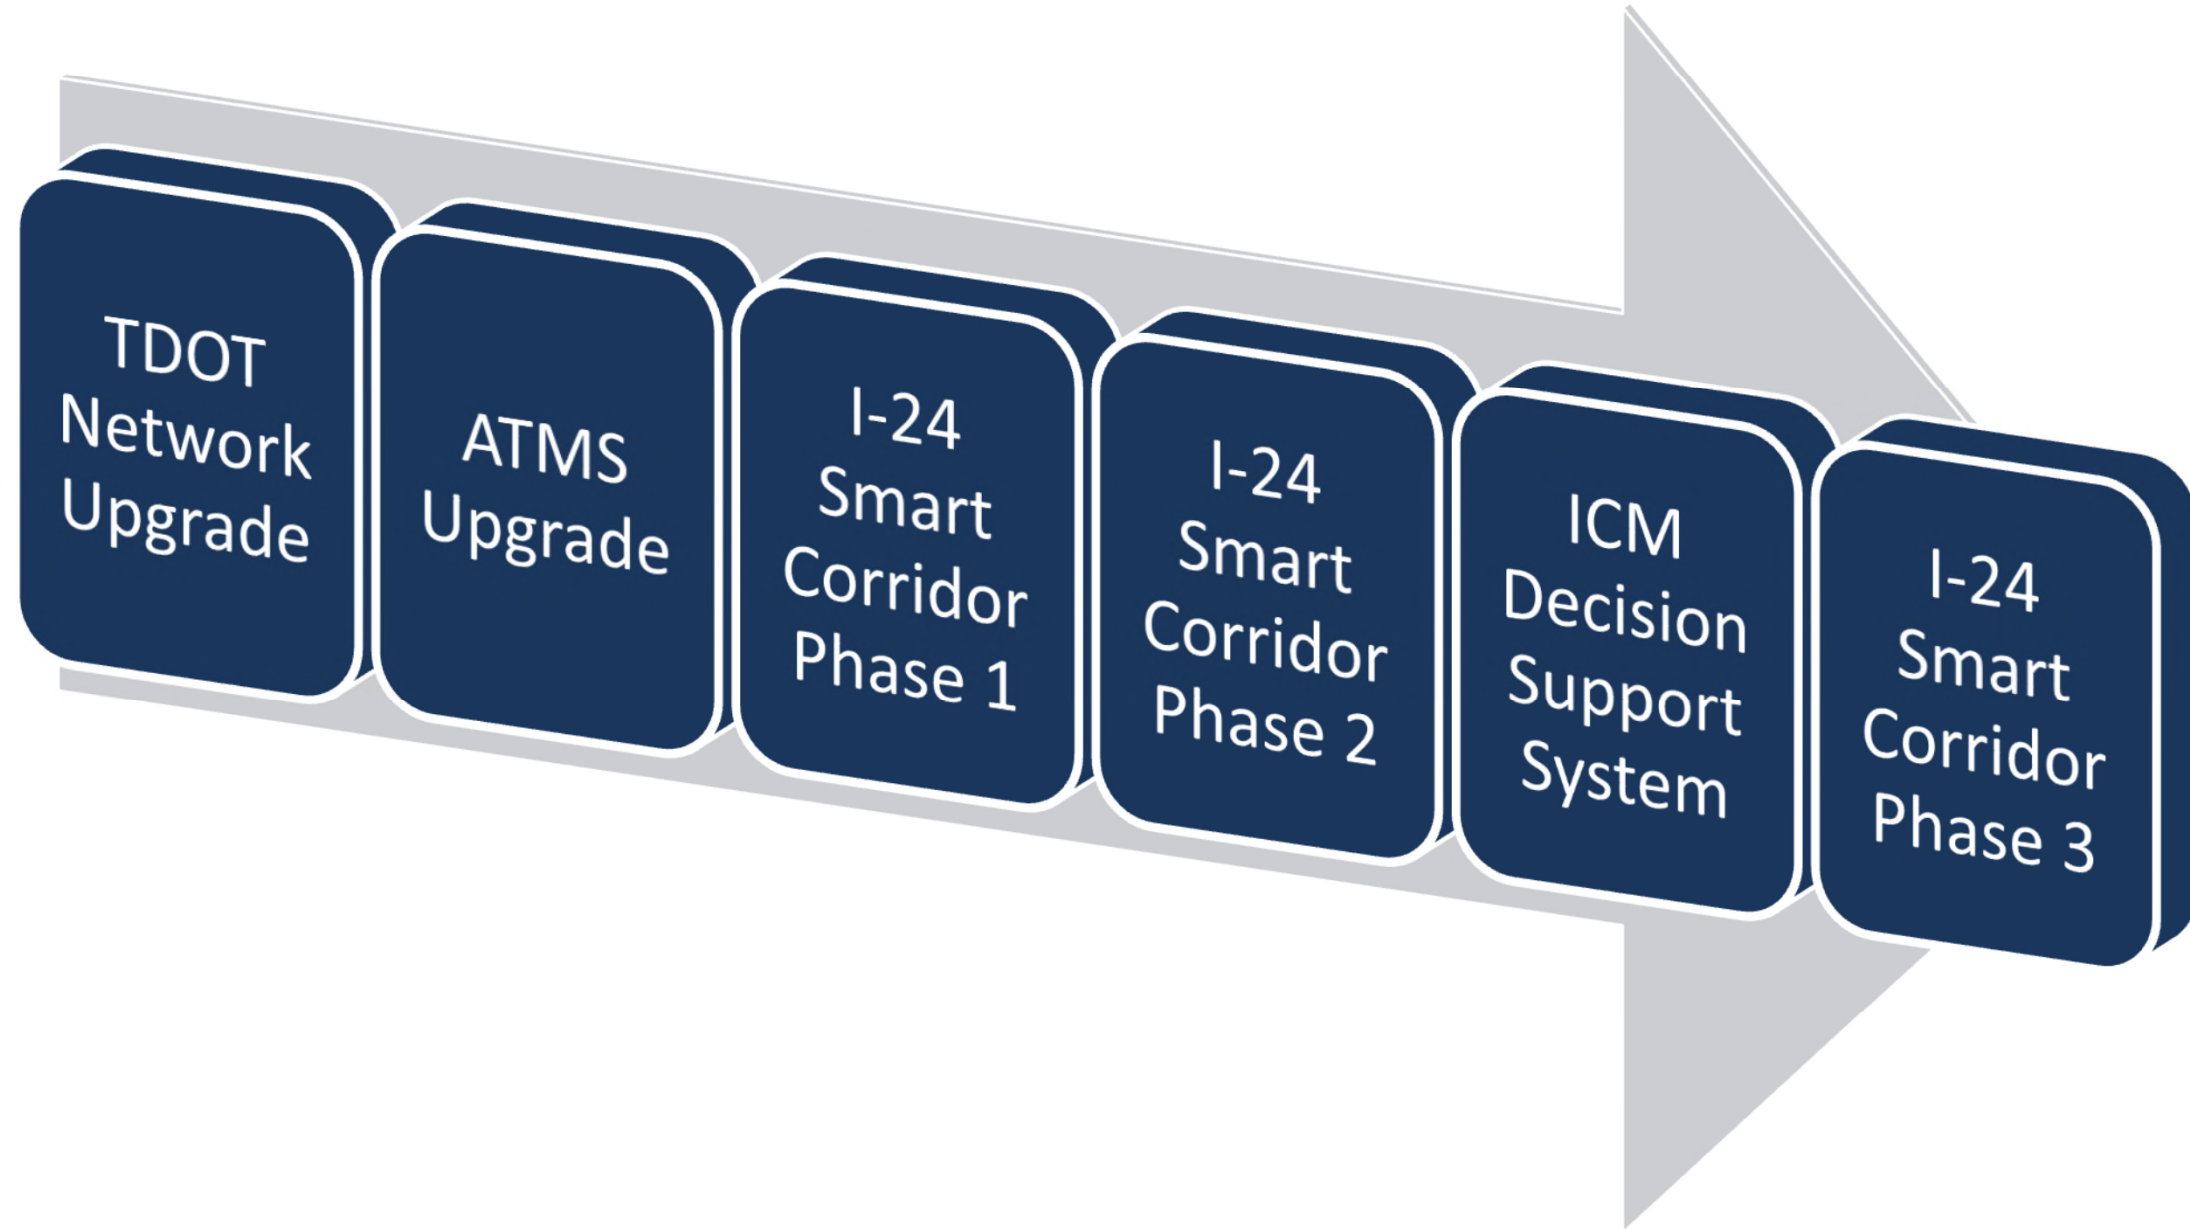 TDOT
Network
Upgrade
ATMS
Upgrade
I-24
Smart
Corridor
Phase 1
I-24
Smart
Corridor
Phase 2
ICM
Decision
Support
System
I-24
Smart
Corridor
Phase 3